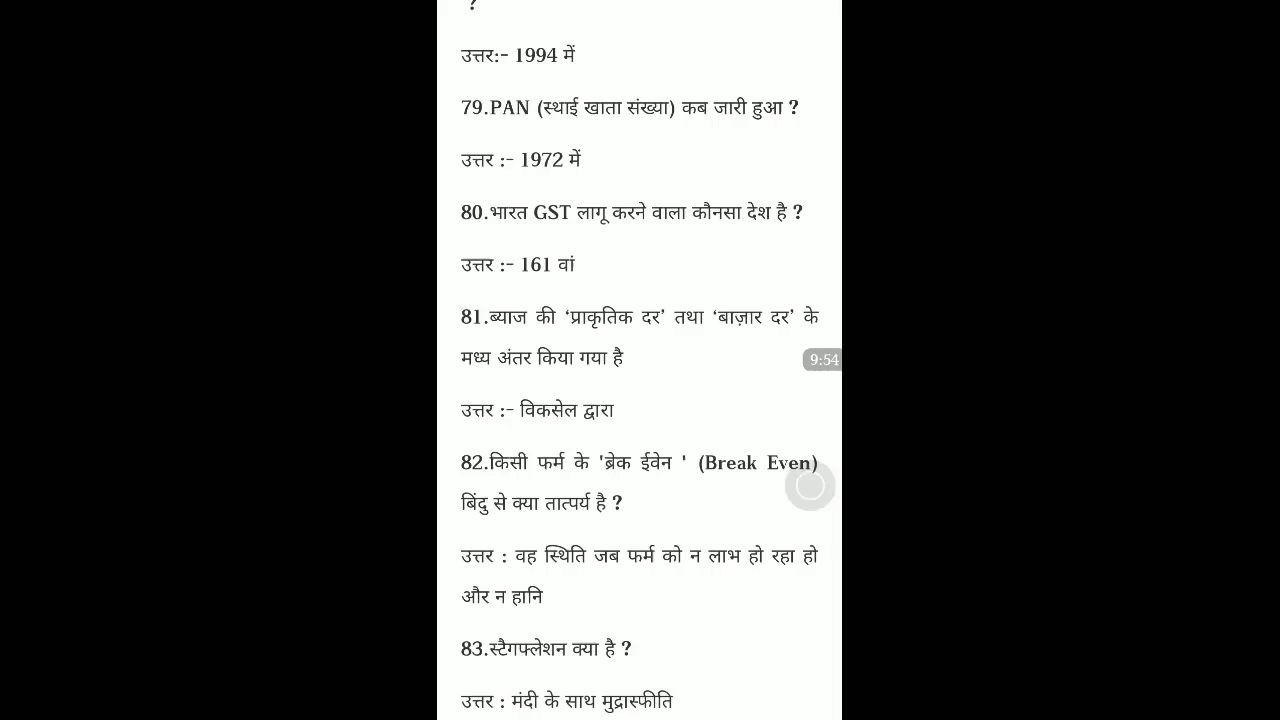 ?
उत्तर:- 1994 में
79.PAN (स्थाई खाता संख्या) कब जारी हुआ ?
उत्तर :- 1972 में
80.भारत GST लागू करने वाला कौनसा देश है ?
उत्तर :- 161 वां
81.ब्याज की ‘प्राकृतिक दर’ तथा ‘बाज़ार दर’ के
मध्य अंतर किया गया है
9:54
उत्तर :- विकसेल द्वारा
82.किसी फर्म के 'ब्रेक ईवेन ' (Break Even)
बिंदु से क्या तात्पर्य है ?
उत्तर : वह स्थिति जब फर्म को न लाभ हो रहा हो
और न हानि
83.स्टैगफ्लेशन क्या है ?
उत्तर : मंदी के साथ मुद्रास्फीति